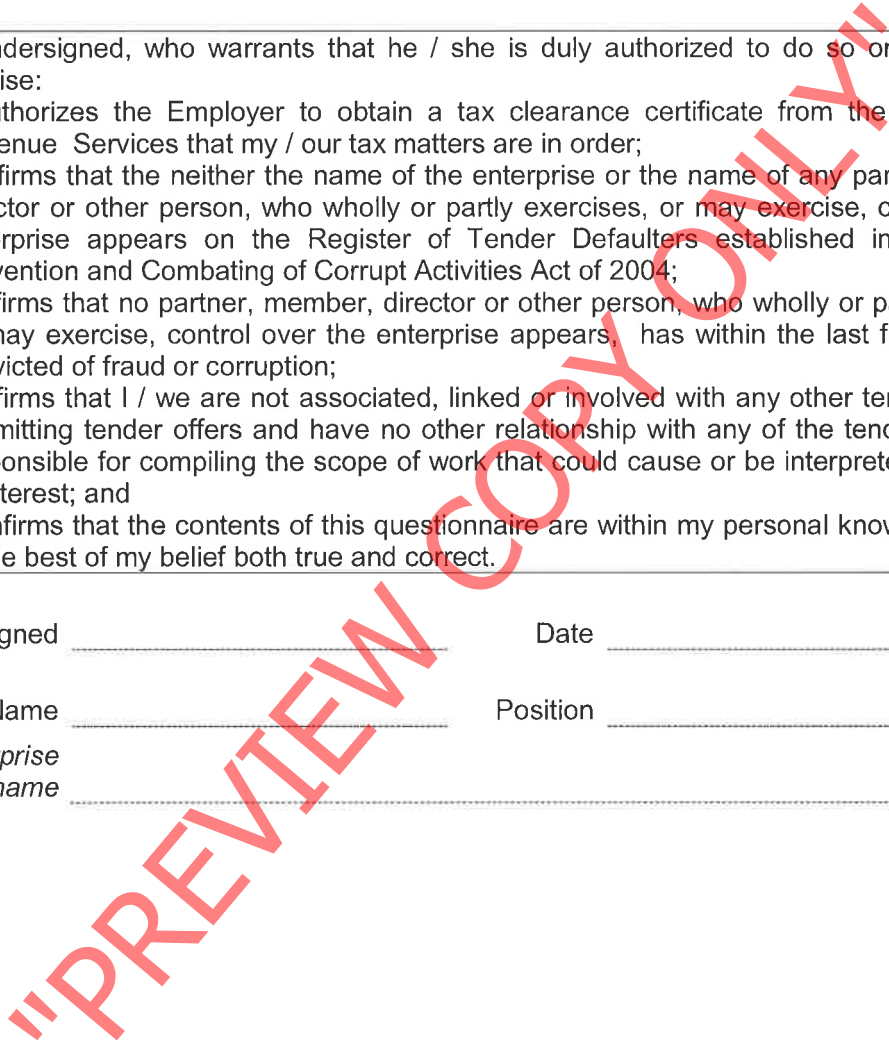 ndersigned, who warrants that he / she is duly authorized to do so or
ise:
uthorizes the Employer to obtain a tax clearance certificate from the
enue Services that my / our tax matters are in order;
firms that the neither the name of the enterprise or the name of any par
ctor or other person, who wholly or partly exercises, or may exercise, c
erprise appears on the Register of Tender Defaulters established in
vention and Combating of Corrupt Activities Act of 2004;
firms that no partner, member, director or other person, who wholly or p
may exercise, control over the enterprise appears, has within the last f
victed of fraud or corruption;
firms that I / we are not associated, linked or involved with any other ter
mitting tender offers and have no other relationship with any of the tend
onsible for compiling the scope of work that could cause or be interprete
terest; and
nfirms that the contents of this questionnaire are within my personal know
e best of my belief both true and correct.
gned Date
Name Position
prise
name
"PREVIEW COPY ONLY"